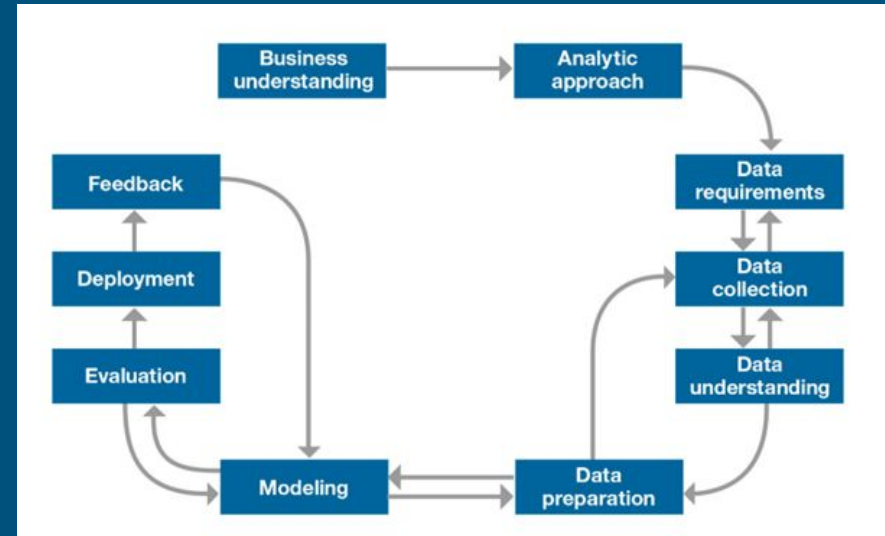 Business
understanding
Analytic
approach
Data
requirements
Data
collection
Data
understanding
Data
preparation
Modeling
Evaluation
Deployment
Feedback